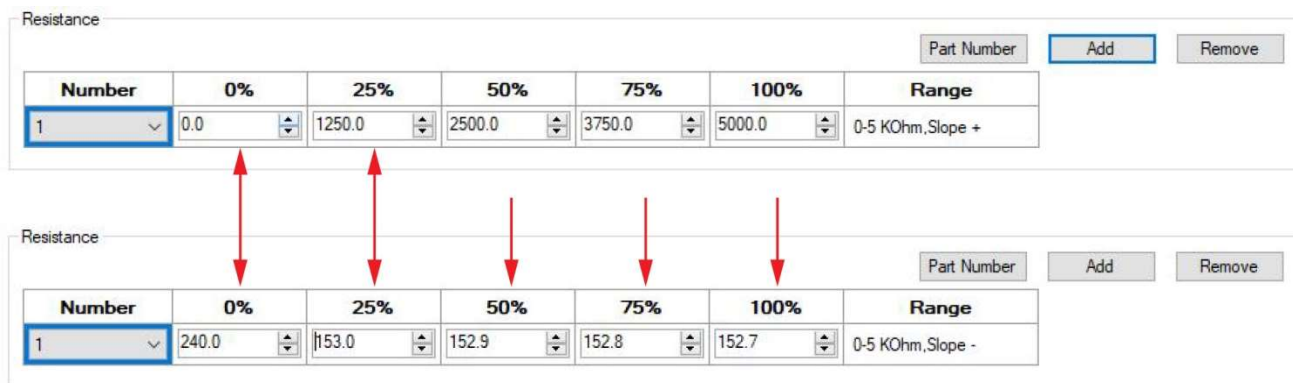 Resistance
Part Number Add Remove
Number 0% 25% 50% 75% 100% Range
1 0.0 1250.0 2500.0 3750.0 5000.0 0-5 KOhm,Slope +
Resistance
Part Number Add Remove
Number 0% 25% 50% 75% 100% Range
1 240.0 153.0 152.9 152.8 152.7 0-5 KOhm,Slope -